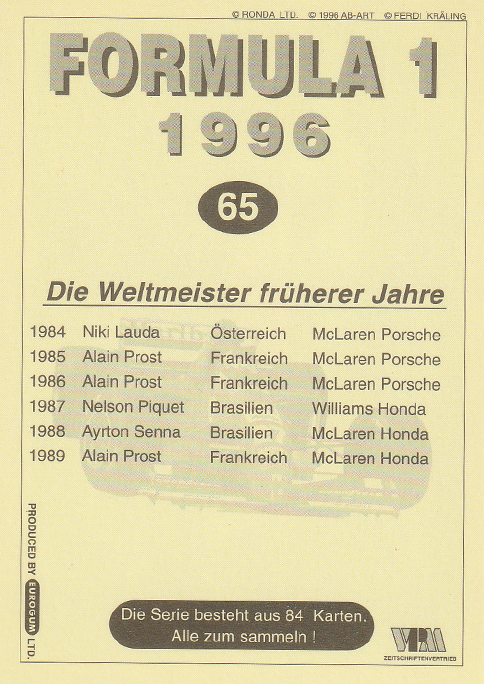 © RONDA LTD. © 1996 AB-ART © FERDI KRÄLING
FORMULA 1
1996
65
Die Weltmeister früherer Jahre
1984 Niki Lauda Österreich McLaren Porsche
1985 Alain Prost Frankreich McLaren Porsche
1986 Alain Prost Frankreich McLaren Porsche
1987 Nelson Piquet Brasilien Williams Honda
1988 Ayrton Senna Brasilien McLaren Honda
1989 Alain Prost Frankreich McLaren Honda
PRODUCED BY EUROGUM LTD.
Die Serie besteht aus 84 Karten.
Alle zum sammeln !
VPM
ZEITSCHRIFTENVERTRIEB